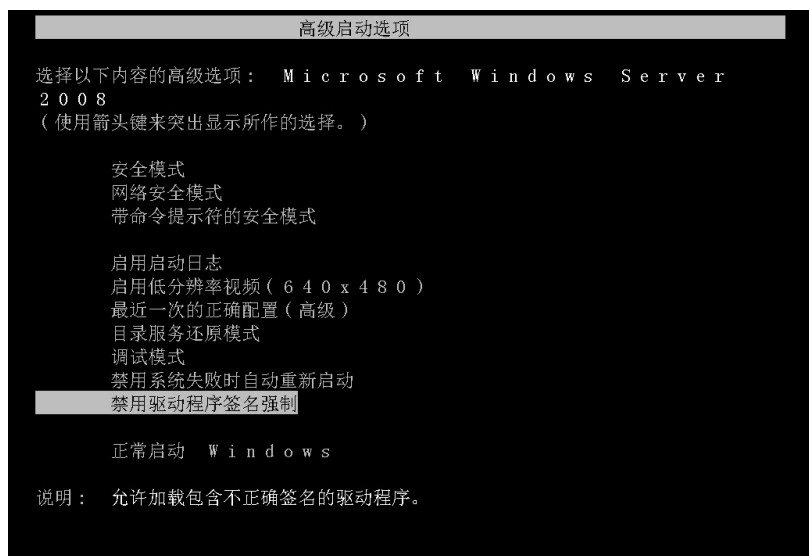 高级启动选项
选择以下内容的高级选项： Microsoft Windows Server
2008
(使用箭头键来突出显示所作的选择。)
安全模式
网络安全模式
带命令提示符的安全模式
启用启动日志
启用低分辨率视频(640x480)
最近一次的正确配置(高级)
目录服务还原模式
调试模式
禁用系统失败时自动重新启动
禁用驱动程序签名强制
正常启动 Windows
说明： 允许加载包含不正确签名的驱动程序。